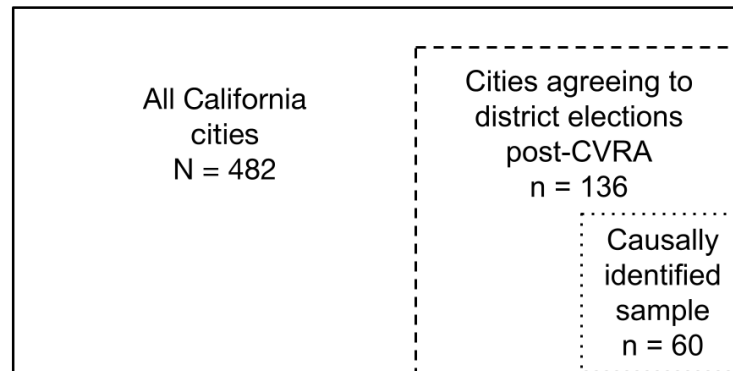 All California
cities
N = 482
Cities agreeing to
district elections
post-CVRA
n = 136
Causally
identified
sample
n = 60